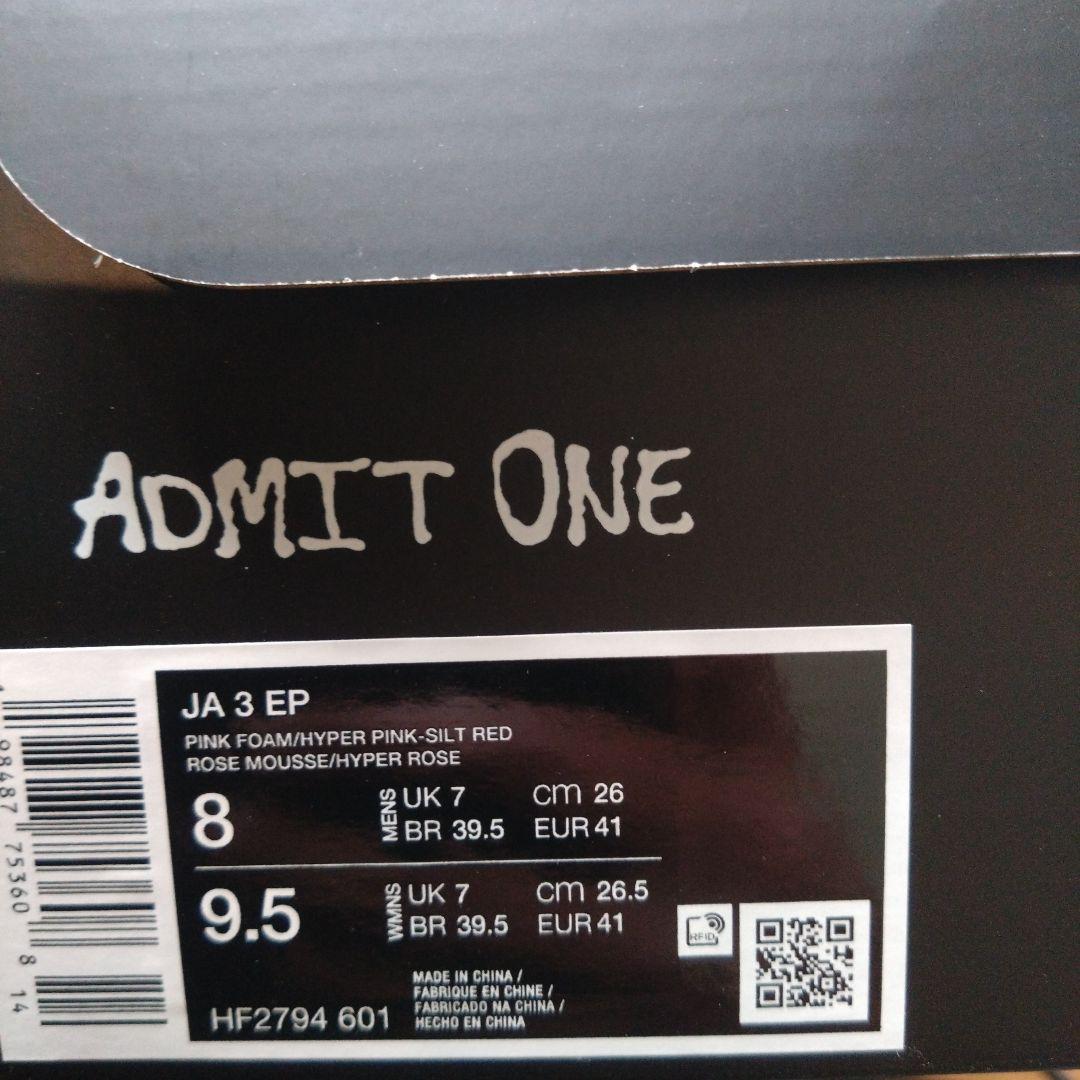 ADMIT ONE
JA 3 EP
PINK FOAM/HYPER PINK-SILT RED
ROSE MOUSSE/HYPER ROSE
8 MENS UK 7 cm 26
BR 39.5 EUR 41
9.5 WMNS UK 7 cm 26.5
BR 39.5 EUR 41
RFID
MADE IN CHINA /
FABRIQUE EN CHINE /
FABRICADO NA CHINA /
HECHO EN CHINA
HF2794 601
98487 75360 8 14